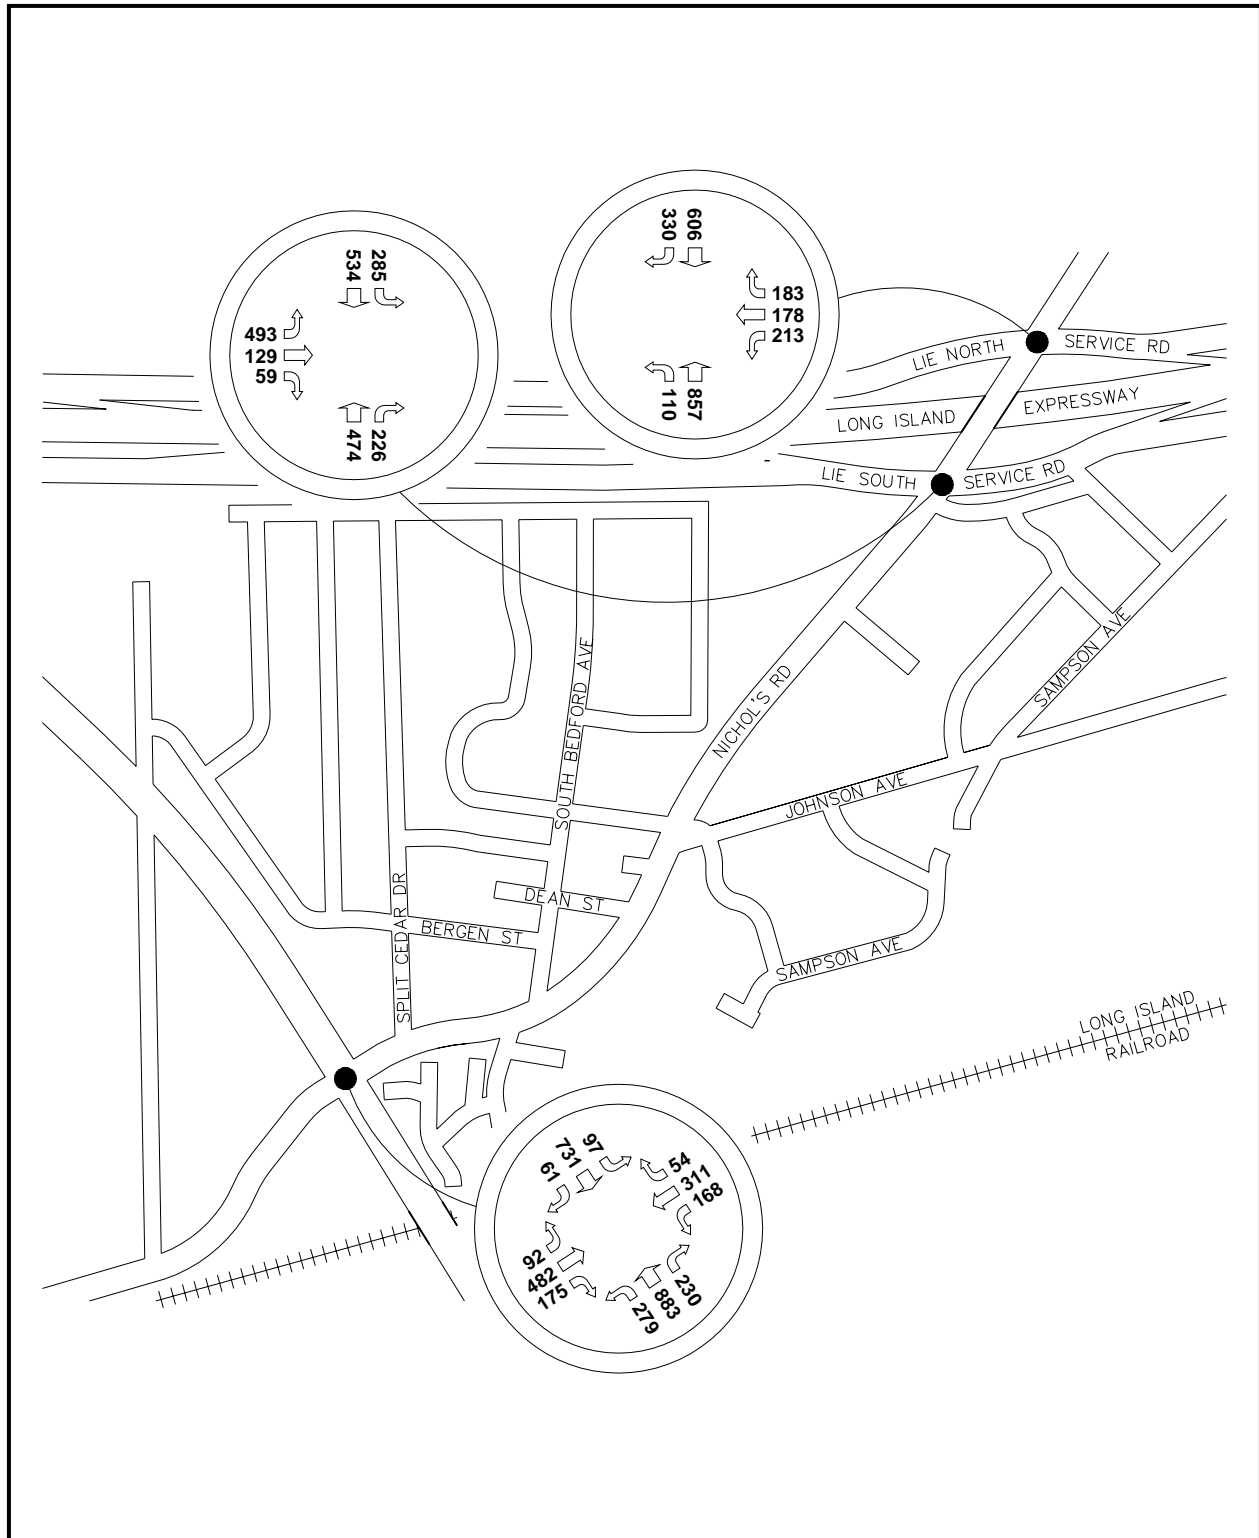 330
606
183
178
213
110
857
534
285
493
129
59
474
226
LIE NORTH
SERVICE RD
LONG ISLAND
EXPRESSWAY
LIE SOUTH
SERVICE RD
SOUTH BEDFORD AVE
NICHOL'S RD
SAMPSON AVE
JOHNSON AVE
SPLIT CEDAR DR
DEAN ST
BERGEN ST
SAMPSON AVE
LONG ISLAND
RAILROAD
61
731
97
54
311
168
92
482
175
279
883
230